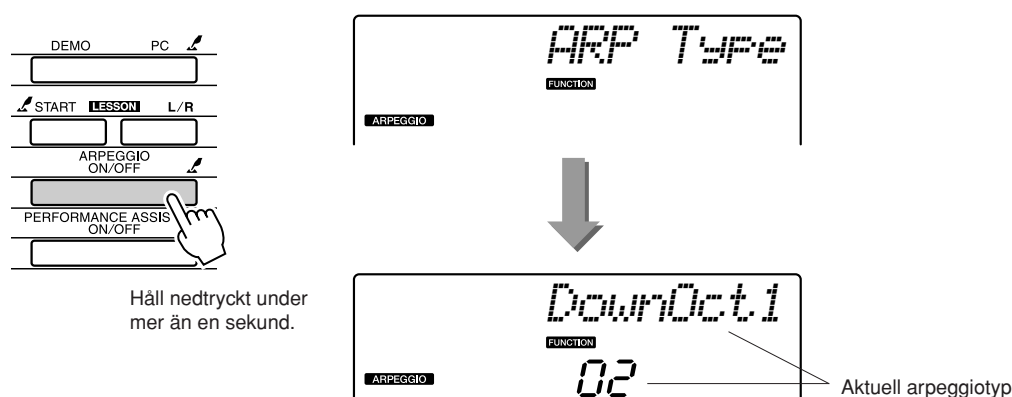 DEMO PC
START LESSON L/R
ARPEGGIO
ON/OFF
PERFORMANCE ASSIS
ON/OFF
Håll nedtryckt under
mer än en sekund.
ARP Type
FUNCTION
ARPEGGIO
DownOct1
FUNCTION
ARPEGGIO
02
Aktuell arpeggiotyp